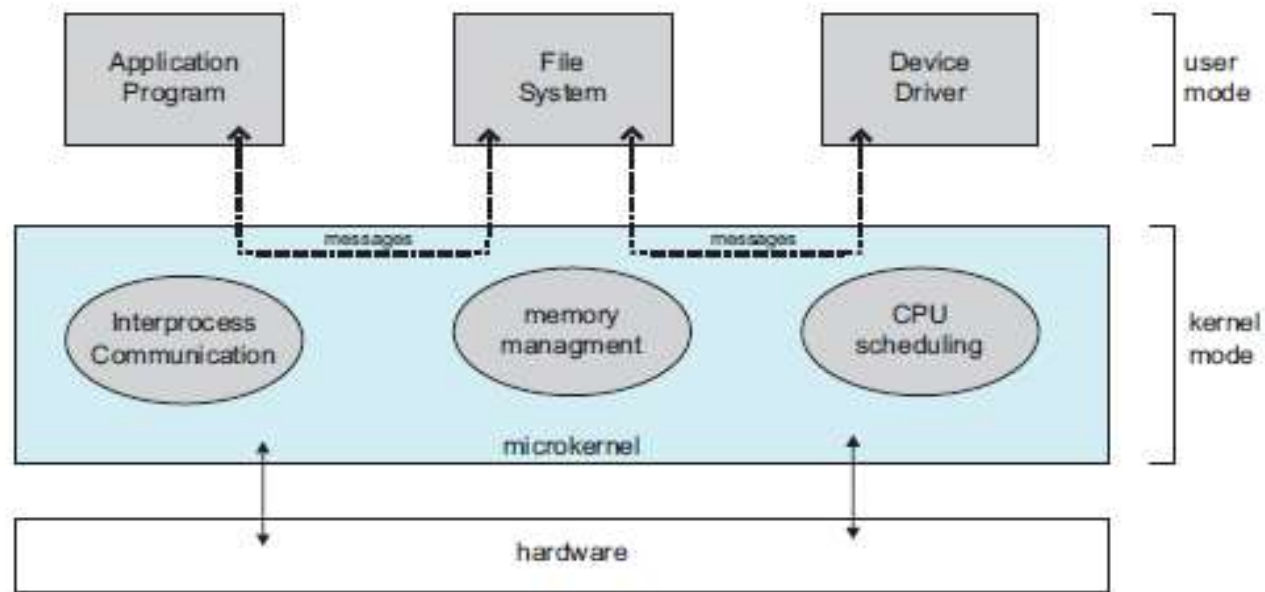 Application
Program
File
System
Device
Driver
user
mode
messages
messages
Interprocess
Communication
memory
managment
CPU
scheduling
kernel
mode
microkernel
hardware